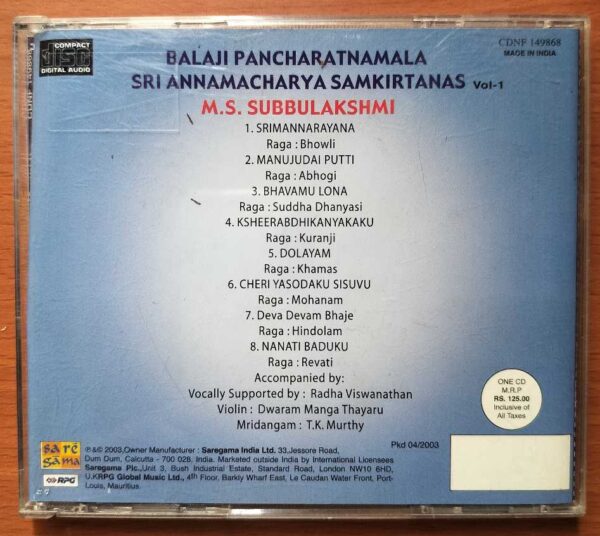 COMPACT
disc
DIGITAL AUDIO
CDNF 149868
MADE IN INDIA
BALAJI PANCHARATNAMALA
SRI ANNAMACHARYA SAMKIRTANAS Vol-1
M.S. SUBBULAKSHMI
1. SRIMANNARAYANA
Raga : Bhowli
2. MANUJUDAI PUTTI
Raga : Abhogi
3. BHAVAMU LONA
Raga : Suddha Dhanyasi
4. KSHEERABDHIKANYAKAKU
Raga : Kuranji
5. DOLAYAM
Raga : Khamas
6. CHERI YASODAKU SISUVU
Raga : Mohanam
7. Deva Devam Bhaje
Raga : Hindolam
8. NANATI BADUKU
Raga : Revati
Accompanied by:
Vocally Supported by : Radha Viswanathan
Violin : Dwaram Manga Thayaru
Mridangam : T.K. Murthy
ONE CD
M.R.P
RS. 125.00
Inclusive of
All Taxes
Pkd 04/2003
sa re
ga ma
RPG
℗&© 2003,Owner Manufacturer : Saregama India Ltd. 33,Jessore Road,
Dum Dum, Calcutta - 700 028. India. Marketed outside India by International Licensees
Saregama Plc.,Unit 3, Bush Industrial Estate, Standard Road, London NW10 6HD,
U.KRPG Global Music Ltd., 4th Floor, Barkly Wharf East, Le Caudan Water Front, Port-
Louis, Mauritius.